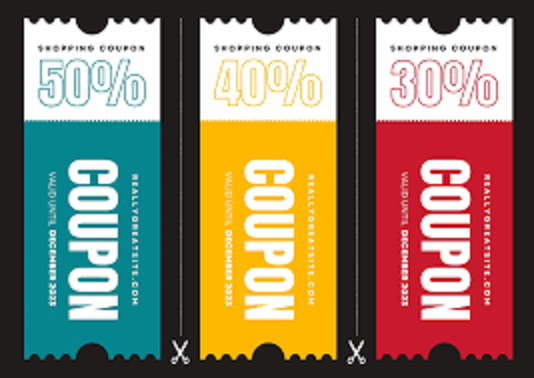 SHOPPING COUPON
50%
REALLYGREATSITE.COM
COUPON
VALID UNTIL DECEMBER
SHOPPING COUPON
40%
REALLYGREATSITE.COM
COUPON
VALID UNTIL DECEMBER
SHOPPING COUPON
30%
REALLYGREATSITE.COM
COUPON
VALID UNTIL DECEMBER